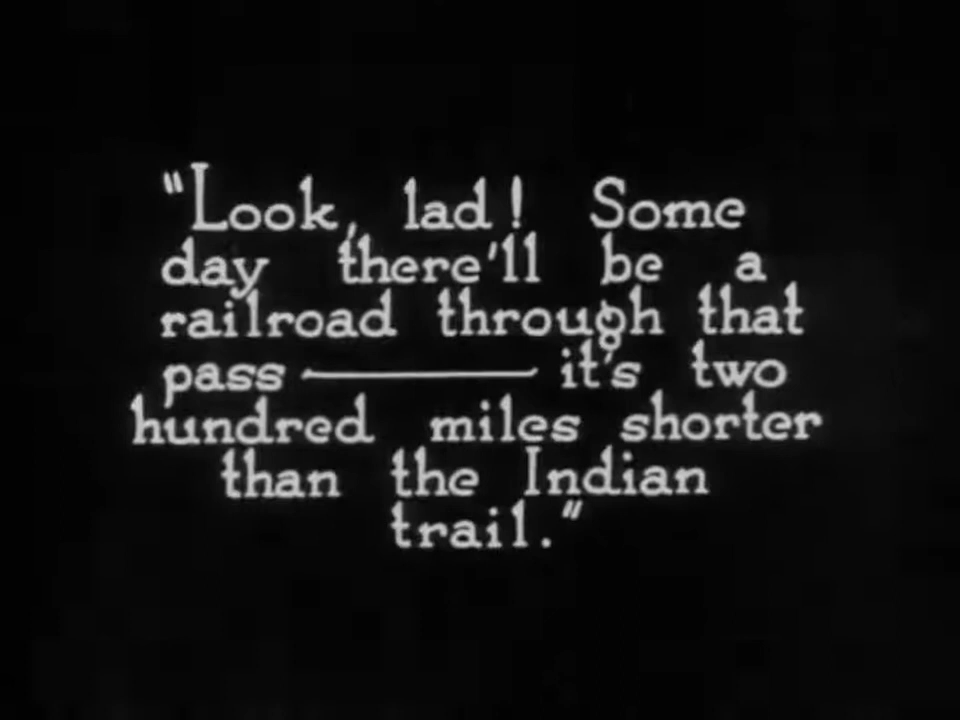 "Look, lad! Some
day there'll be a
railroad through that
pass — it's two
hundred miles shorter
than the Indian
trail."